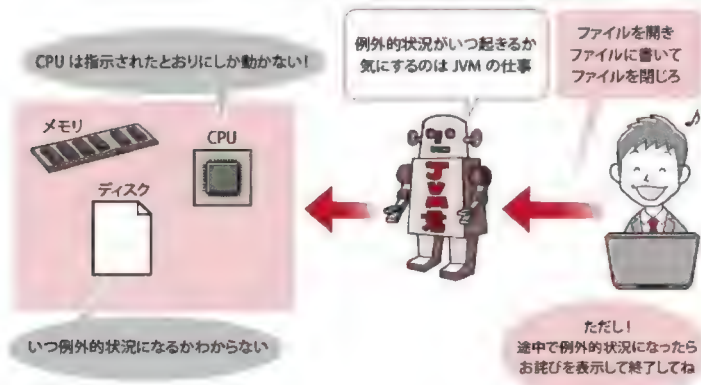 CPU は指示されたとおりにしか動かない!
メモリ
CPU
ディスク
いつ例外的状況になるかわからない
例外的状況がいつ起きるか
気にするのは JVM の仕事
JVM君
ファイルを開き
ファイルに書いて
ファイルを閉じろ
ただし!
途中で例外的状況になったら
お詫びを表示して終了してね